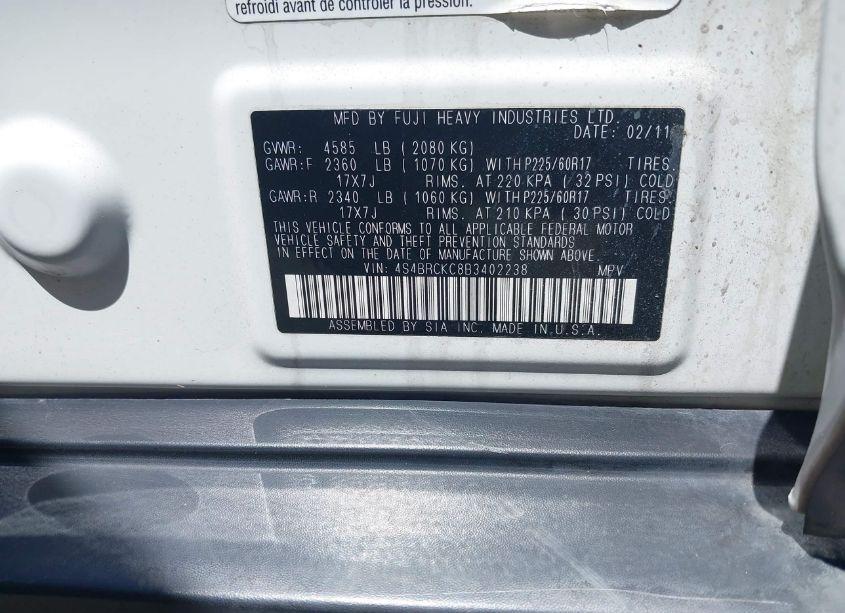 refroidi avant de contrôler la pression.
MFD BY FUJI HEAVY INDUSTRIES LTD.
DATE: 02/11
GVWR: 4585 LB ( 2080 KG)
GAWR:F 2360 LB ( 1070 KG) WITH P225/60R17 TIRES.
17X7J RIMS. AT 220 KPA ( 32 PSI) COLD
GAWR:R 2340 LB ( 1060 KG) WITH P225/60R17 TIRES.
17X7J RIMS. AT 210 KPA ( 30 PSI) COLD
THIS VEHICLE CONFORMS TO ALL APPLICABLE FEDERAL MOTOR
VEHICLE SAFETY AND THEFT PREVENTION STANDARDS
IN EFFECT ON THE DATE OF MANUFACTURE SHOWN ABOVE.
VIN: 4S4BRCKC8B3402238 MPV
ASSEMBLED BY SIA INC. MADE IN U.S.A.